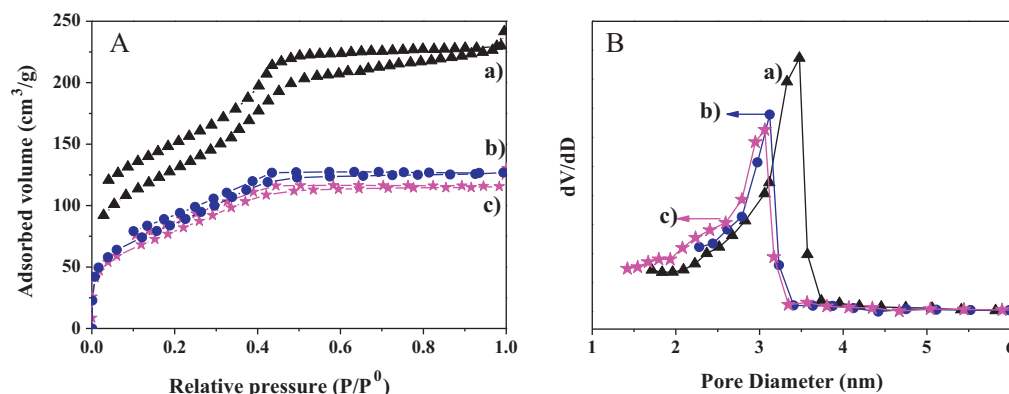 A
250
200
150
100
50
0
Adsorbed volume (cm³/g)
a)
b)
c)
0.0 0.2 0.4 0.6 0.8 1.0
Relative pressure (P/P⁰)
B
a)
b)
c)
dV/dD
1 2 3 4 5 6
Pore Diameter (nm)